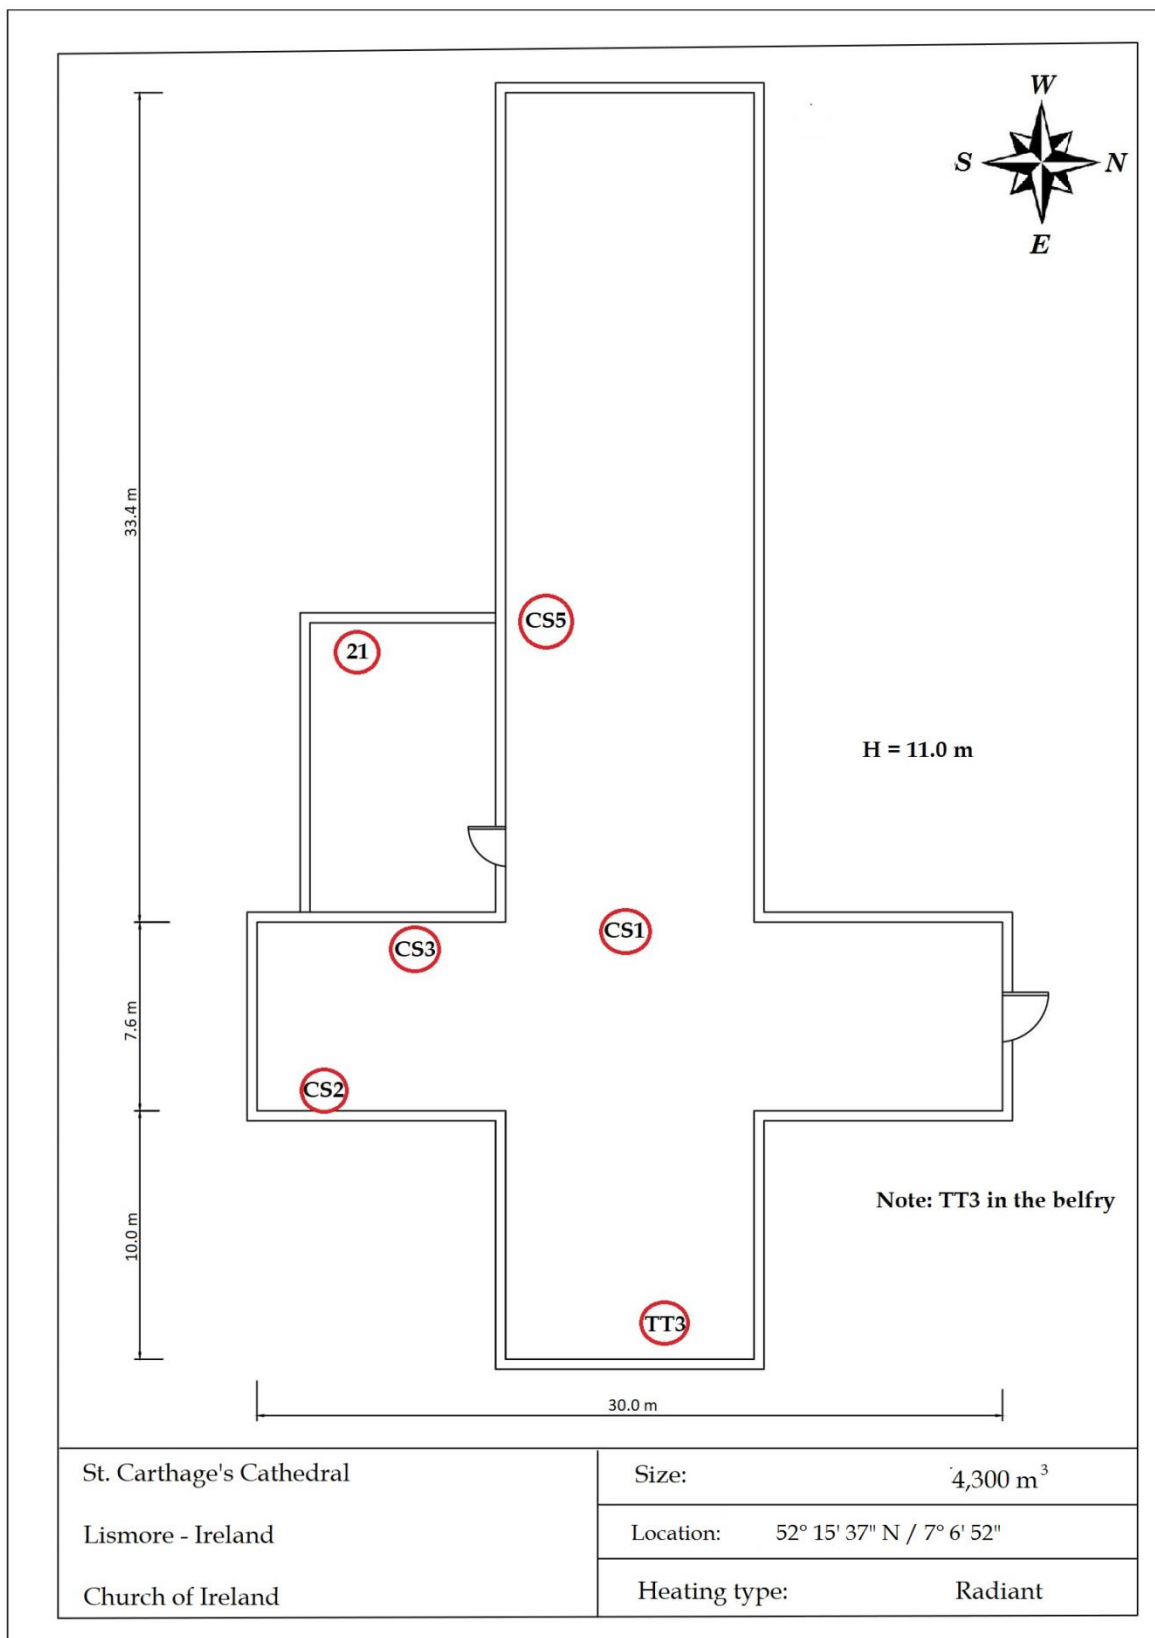 W
S N
E
33.4 m
CS5
21
H = 11.0 m
CS1
CS3
7.6 m
CS2
Note: TT3 in the belfry
10.0 m
TT3
30.0 m
St. Carthage's Cathedral
Size: 4,300 m³
Lismore - Ireland
Location: 52° 15' 37" N / 7° 6' 52"
Church of Ireland
Heating type: Radiant